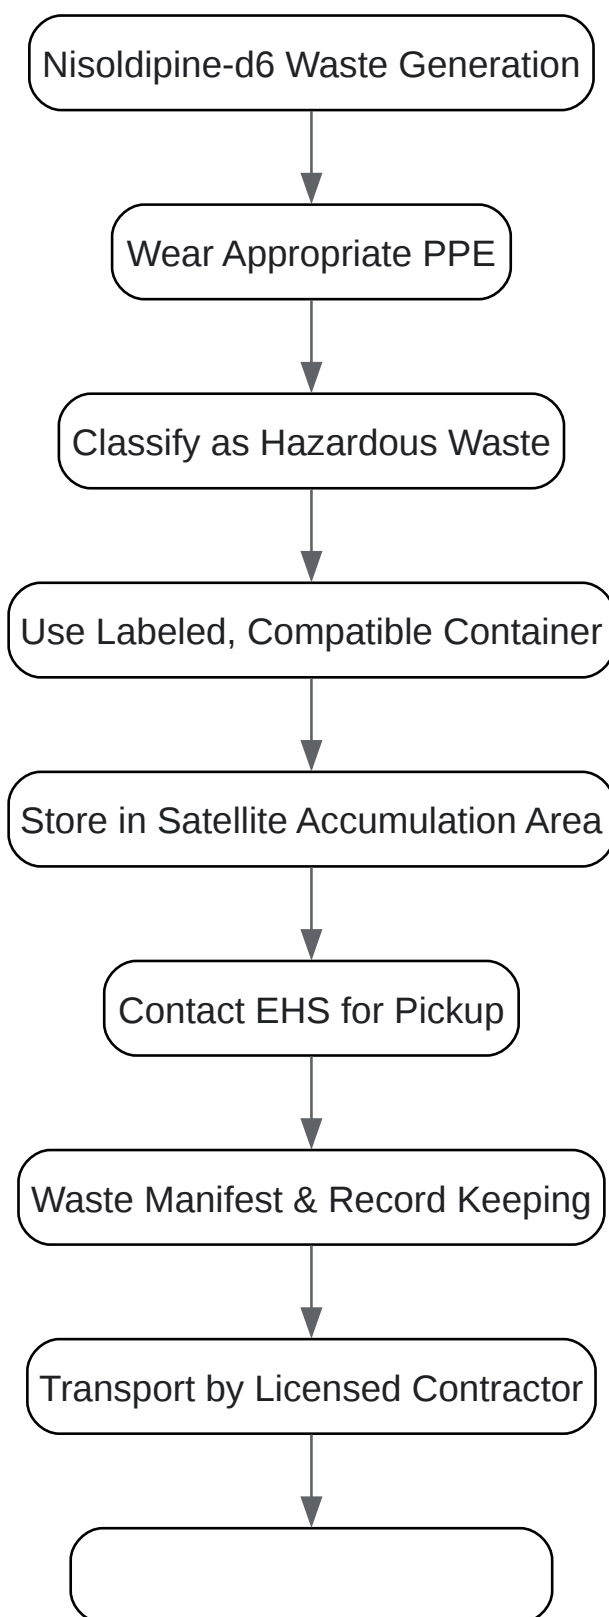 Nisoldipine-d6 Waste Generation
Wear Appropriate PPE
Classify as Hazardous Waste
Use Labeled, Compatible Container
Store in Satellite Accumulation Area
Contact EHS for Pickup
Waste Manifest & Record Keeping
Transport by Licensed Contractor